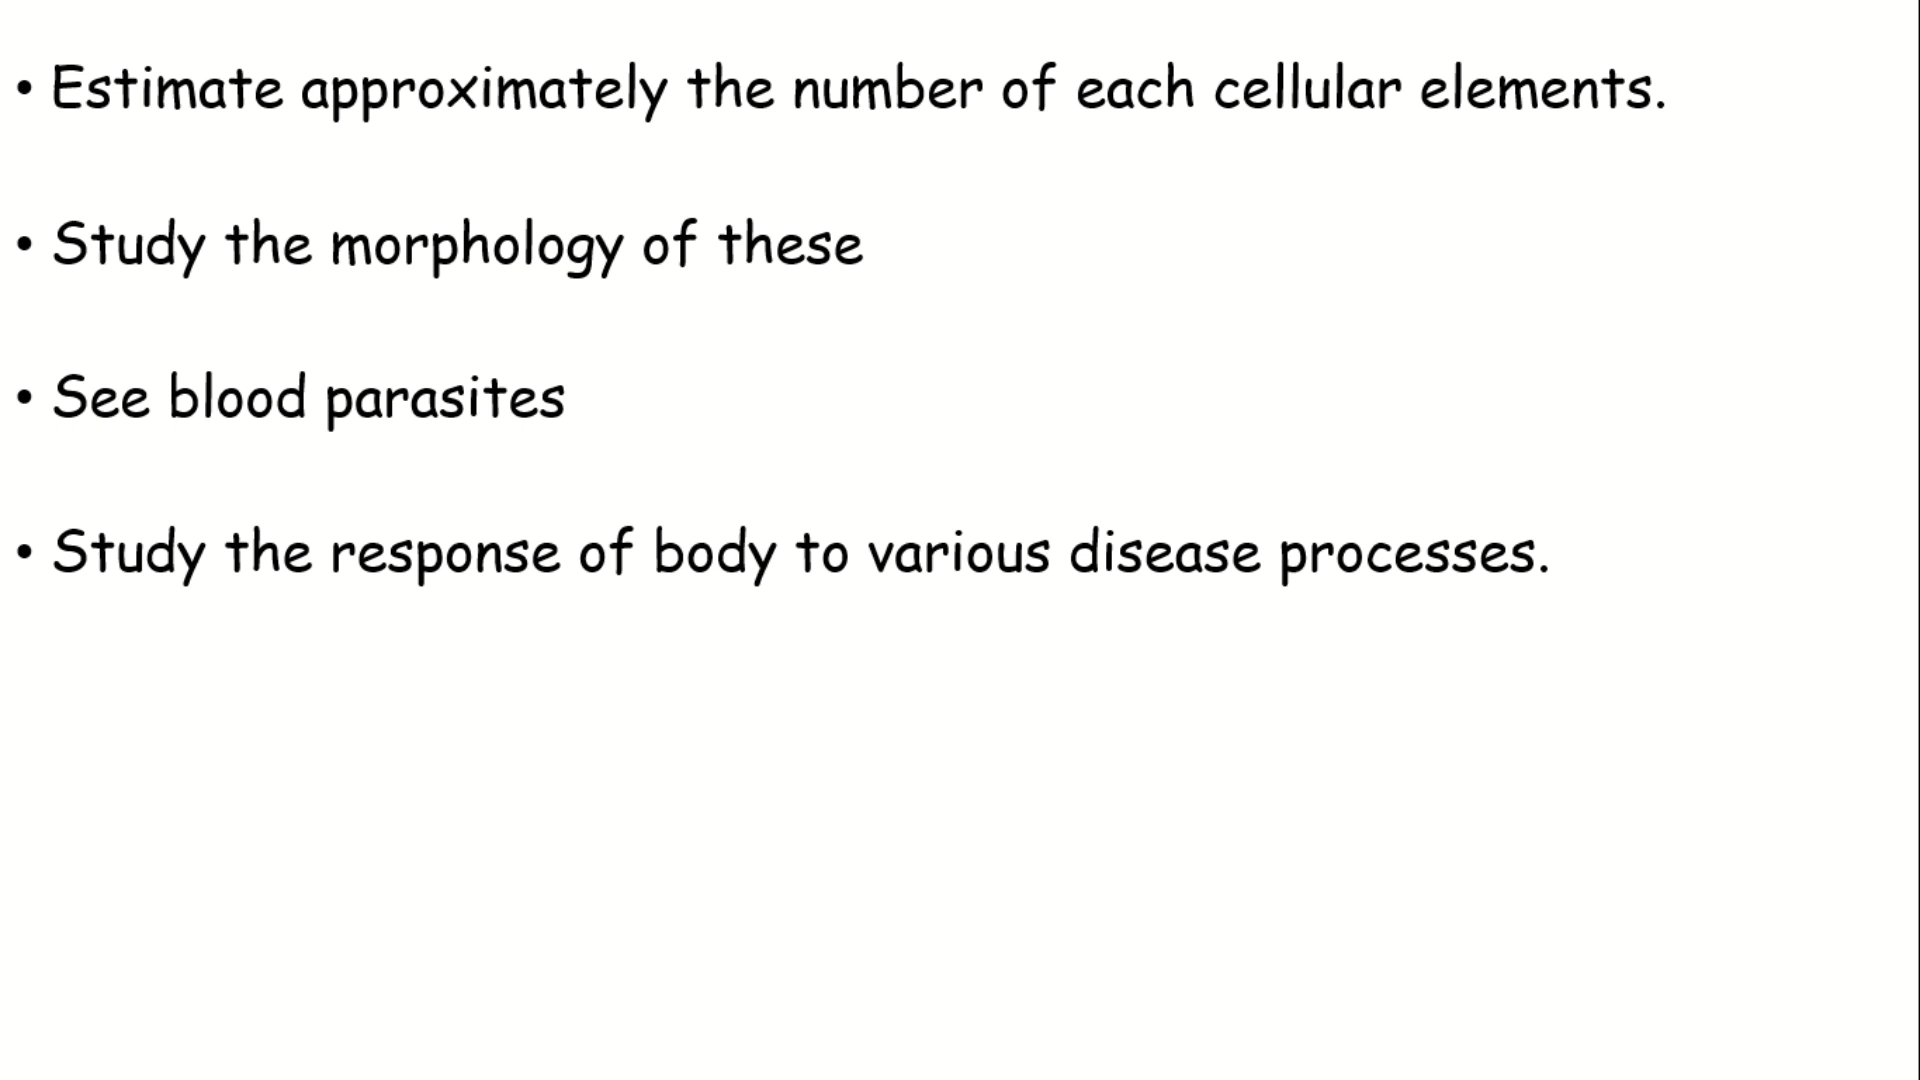 • Estimate approximately the number of each cellular elements.
• Study the morphology of these
• See blood parasites
• Study the response of body to various disease processes.